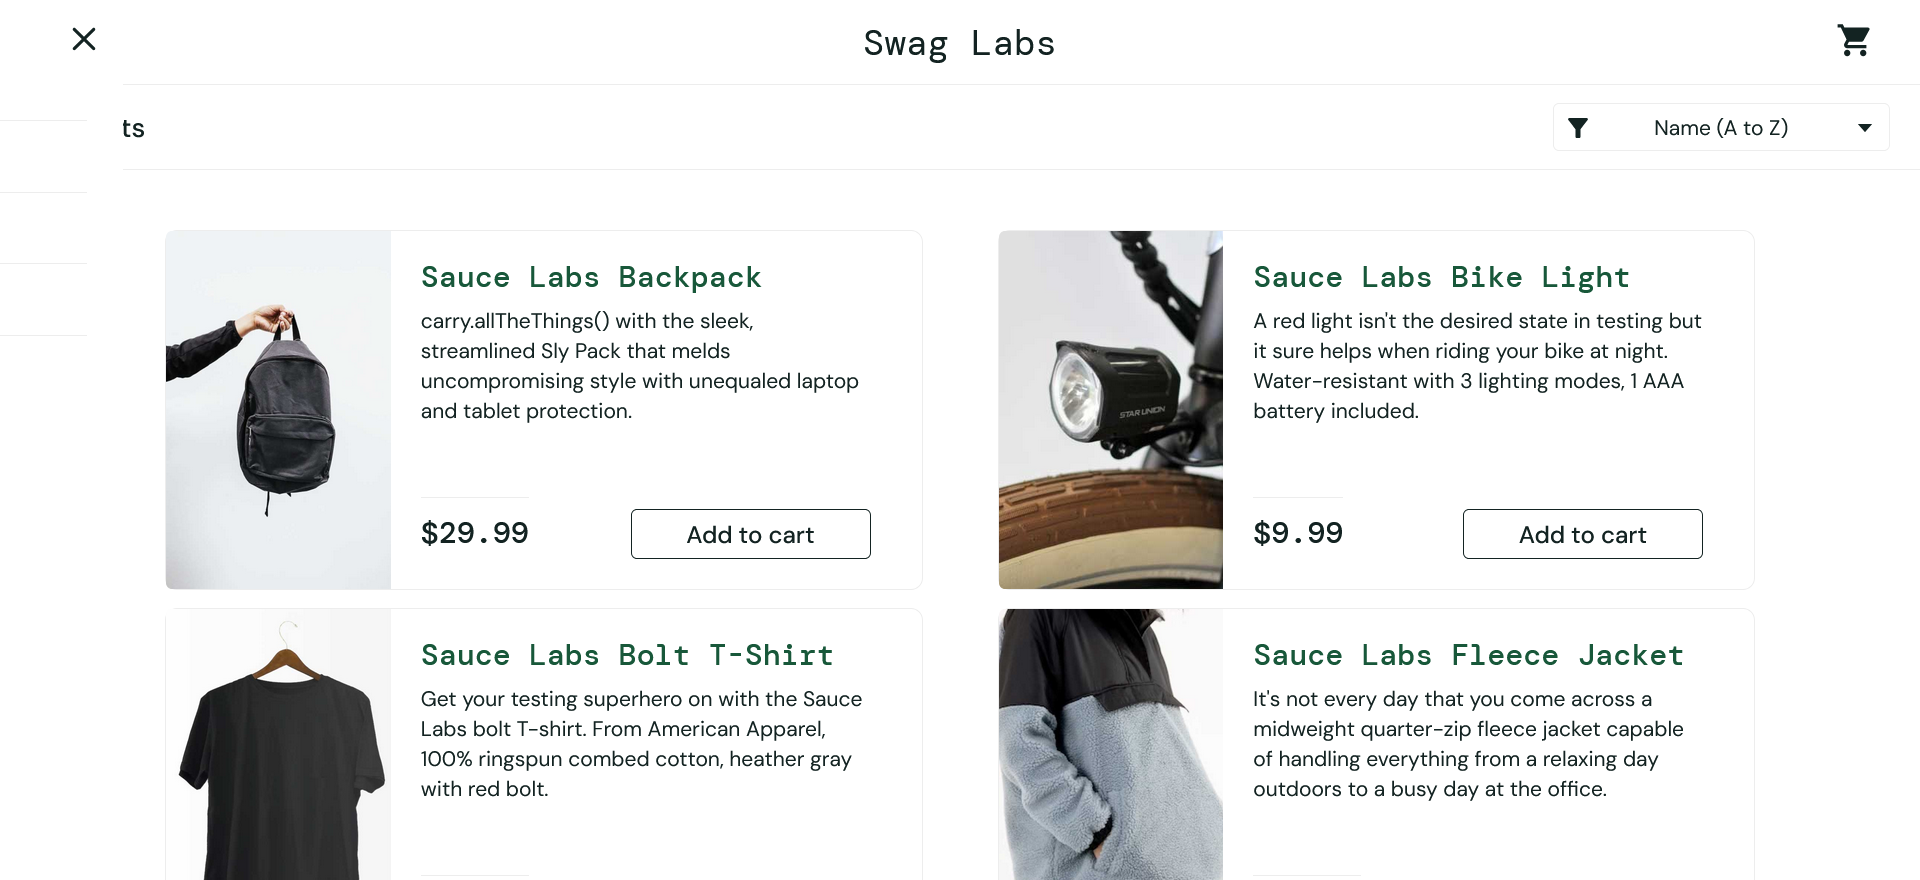 Swag Labs
ts
Name (A to Z)
Sauce Labs Backpack
carry.allTheThings() with the sleek,
streamlined Sly Pack that melds
uncompromising style with unequaled laptop
and tablet protection.
$29.99
Add to cart
Sauce Labs Bike Light
A red light isn't the desired state in testing but
it sure helps when riding your bike at night.
Water-resistant with 3 lighting modes, 1 AAA
battery included.
STAR UNION
$9.99
Add to cart
Sauce Labs Bolt T-Shirt
Get your testing superhero on with the Sauce
Labs bolt T-shirt. From American Apparel,
100% ringspun combed cotton, heather gray
with red bolt.
Sauce Labs Fleece Jacket
It's not every day that you come across a
midweight quarter-zip fleece jacket capable
of handling everything from a relaxing day
outdoors to a busy day at the office.